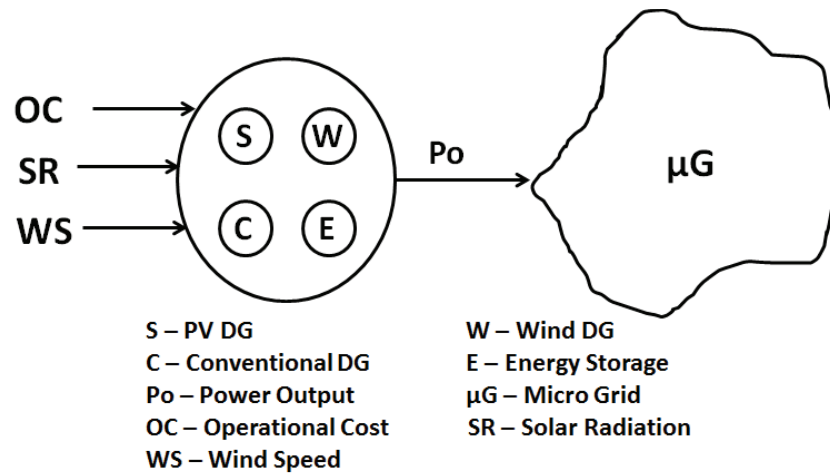 OC
SR
WS
S
W
C
E
Po
μG
S – PV DG
C – Conventional DG
Po – Power Output
OC – Operational Cost
WS – Wind Speed
W – Wind DG
E – Energy Storage
μG – Micro Grid
SR – Solar Radiation